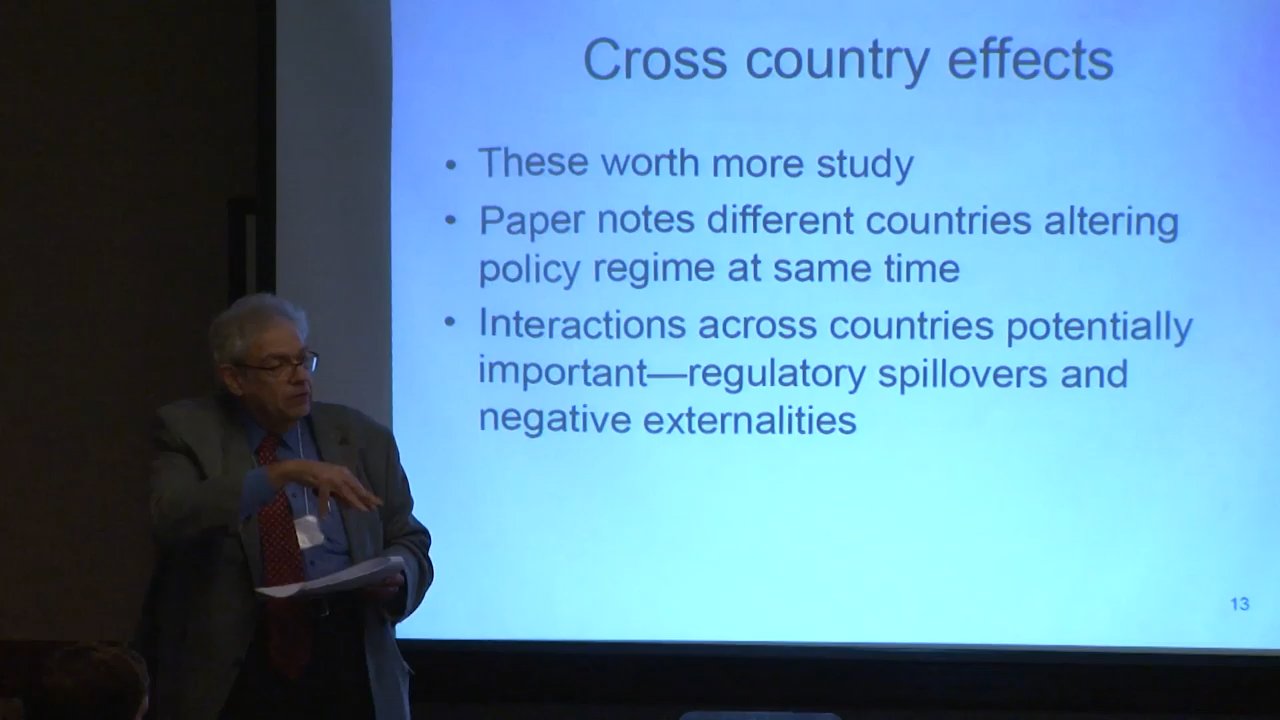 Cross country effects
• These worth more study
• Paper notes different countries altering
policy regime at same time
• Interactions across countries potentially
important—regulatory spillovers and
negative externalities
13